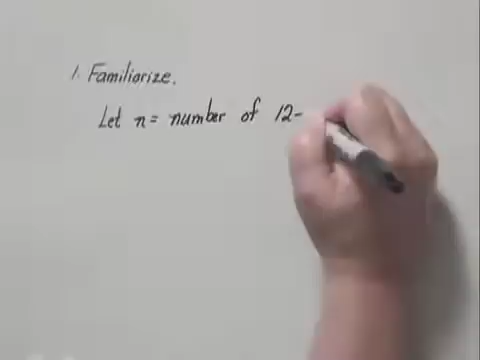 1. Familiarize.
Let n = number of 12-